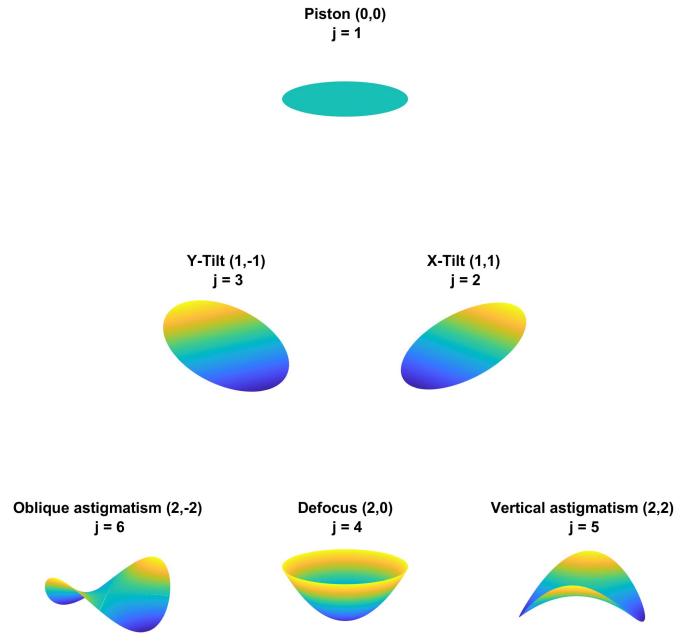 Piston (0,0)
j = 1
Y-Tilt (1,-1)
j = 3
X-Tilt (1,1)
j = 2
Oblique astigmatism (2,-2)
j = 6
Defocus (2,0)
j = 4
Vertical astigmatism (2,2)
j = 5